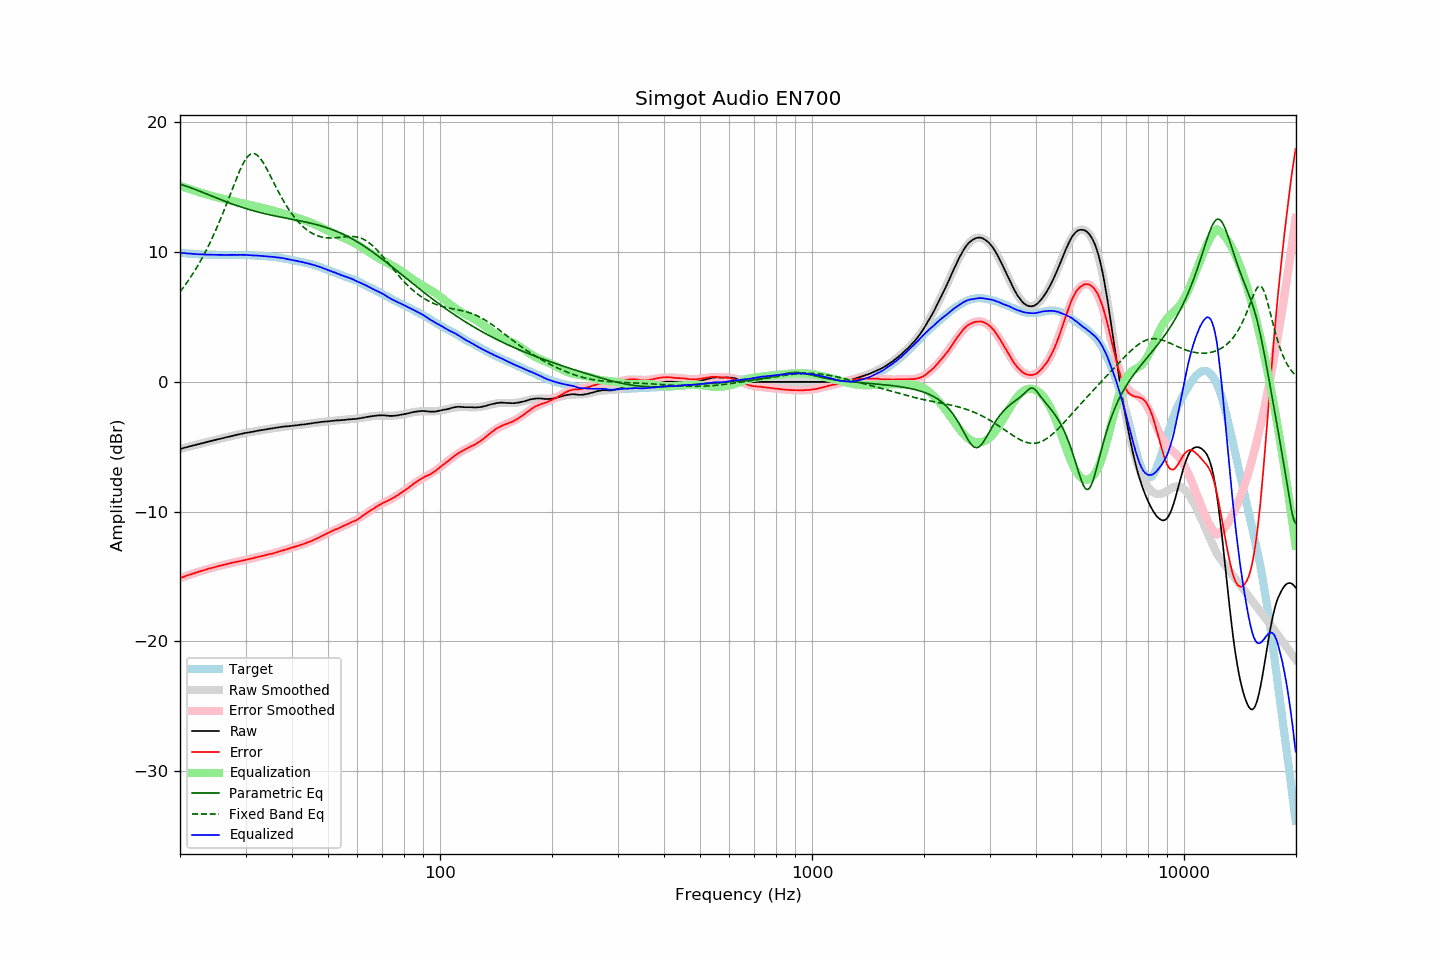 Simgot Audio EN700
20
10
0
−10
−20
−30
Amplitude (dBr)
Target
Raw Smoothed
Error Smoothed
Raw
Error
Equalization
Parametric Eq
Fixed Band Eq
Equalized
100
1000
10000
Frequency (Hz)